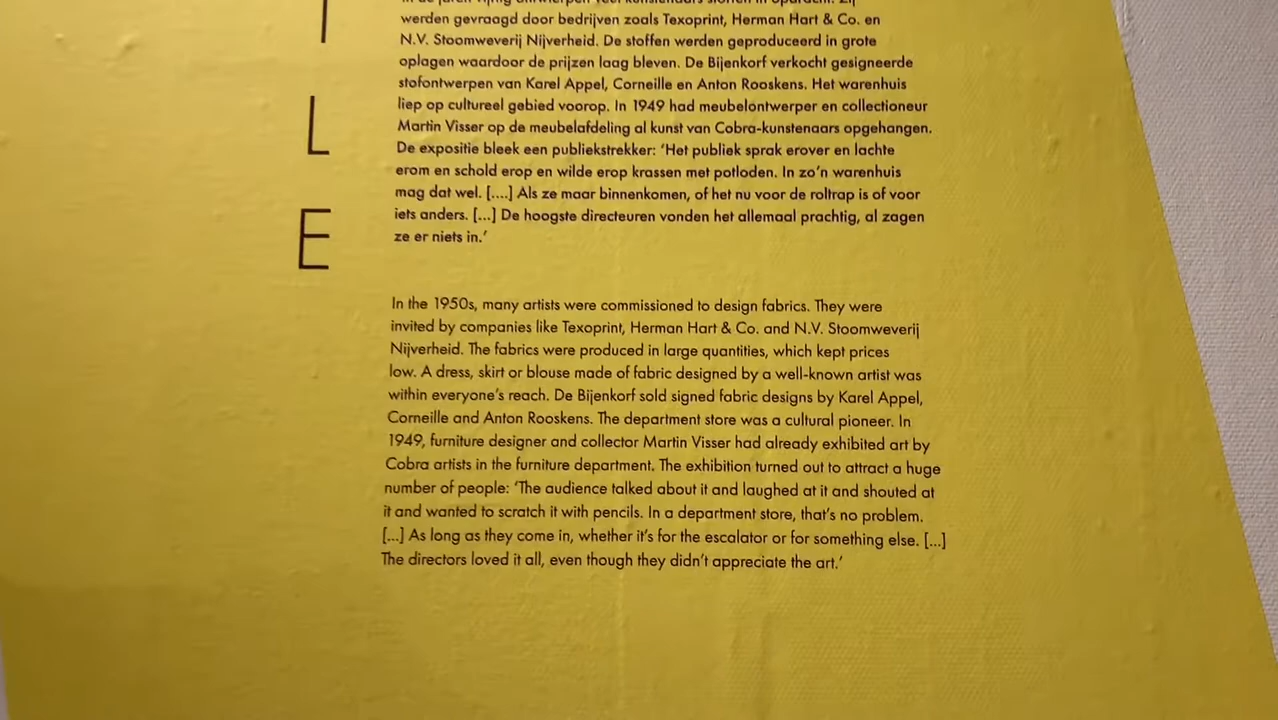 werden gevraagd door bedrijven zoals Texoprint, Herman Hart & Co. en
N.V. Stoomweverij Nijverheid. De stoffen werden geproduceerd in grote
oplagen waardoor de prijzen laag bleven. De Bijenkorf verkocht gesigneerde
stofontwerpen van Karel Appel, Corneille en Anton Rooskens. Het warenhuis
liep op cultureel gebied voorop. In 1949 had meubelontwerper en collectioneur
Martin Visser op de meubelafdeling al kunst van Cobra-kunstenaars opgehangen.
De expositie bleek een publiekstrekker: ‘Het publiek sprak erover en lachte
erom en schold erop en wilde erop krassen met potloden. In zo’n warenhuis
mag dat wel. [....] Als ze maar binnenkomen, of het nu voor de roltrap is of voor
iets anders. [...] De hoogste directeuren vonden het allemaal prachtig, al zagen
ze er niets in.’
L
E
In the 1950s, many artists were commissioned to design fabrics. They were
invited by companies like Texoprint, Herman Hart & Co. and N.V. Stoomweverij
Nijverheid. The fabrics were produced in large quantities, which kept prices
low. A dress, skirt or blouse made of fabric designed by a well-known artist was
within everyone’s reach. De Bijenkorf sold signed fabric designs by Karel Appel,
Corneille and Anton Rooskens. The department store was a cultural pioneer. In
1949, furniture designer and collector Martin Visser had already exhibited art by
Cobra artists in the furniture department. The exhibition turned out to attract a huge
number of people: ‘The audience talked about it and laughed at it and shouted at
it and wanted to scratch it with pencils. In a department store, that’s no problem.
[...] As long as they come in, whether it’s for the escalator or for something else. [...]
The directors loved it all, even though they didn’t appreciate the art.’